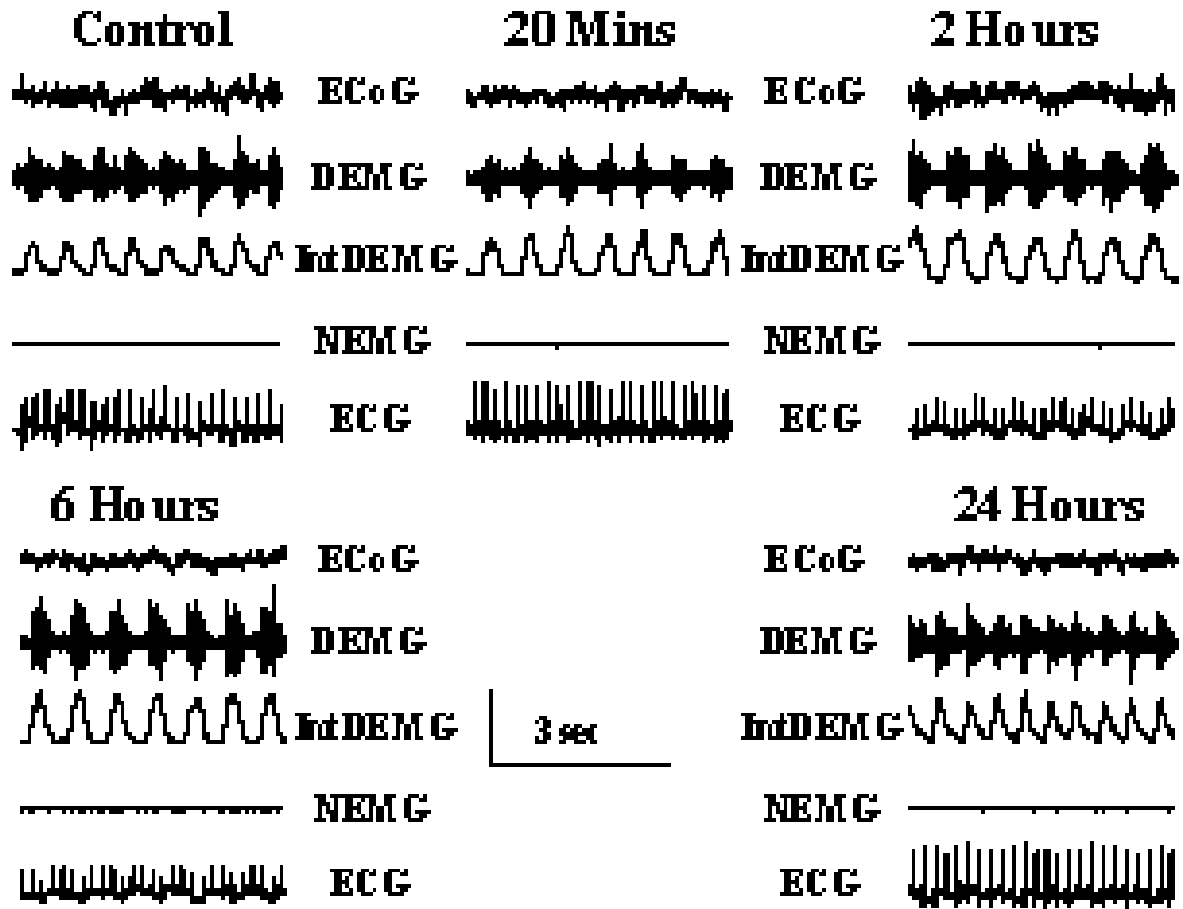 Control 20 Mins 2 Hours
ECoG ECoG
DEMG DEMG
IntDEMG IntDEMG
NEMG NEMG
ECG ECG
6 Hours 24 Hours
ECoG ECoG
DEMG DEMG
IntDEMG 3 sec IntDEMG
NEMG NEMG
ECG ECG